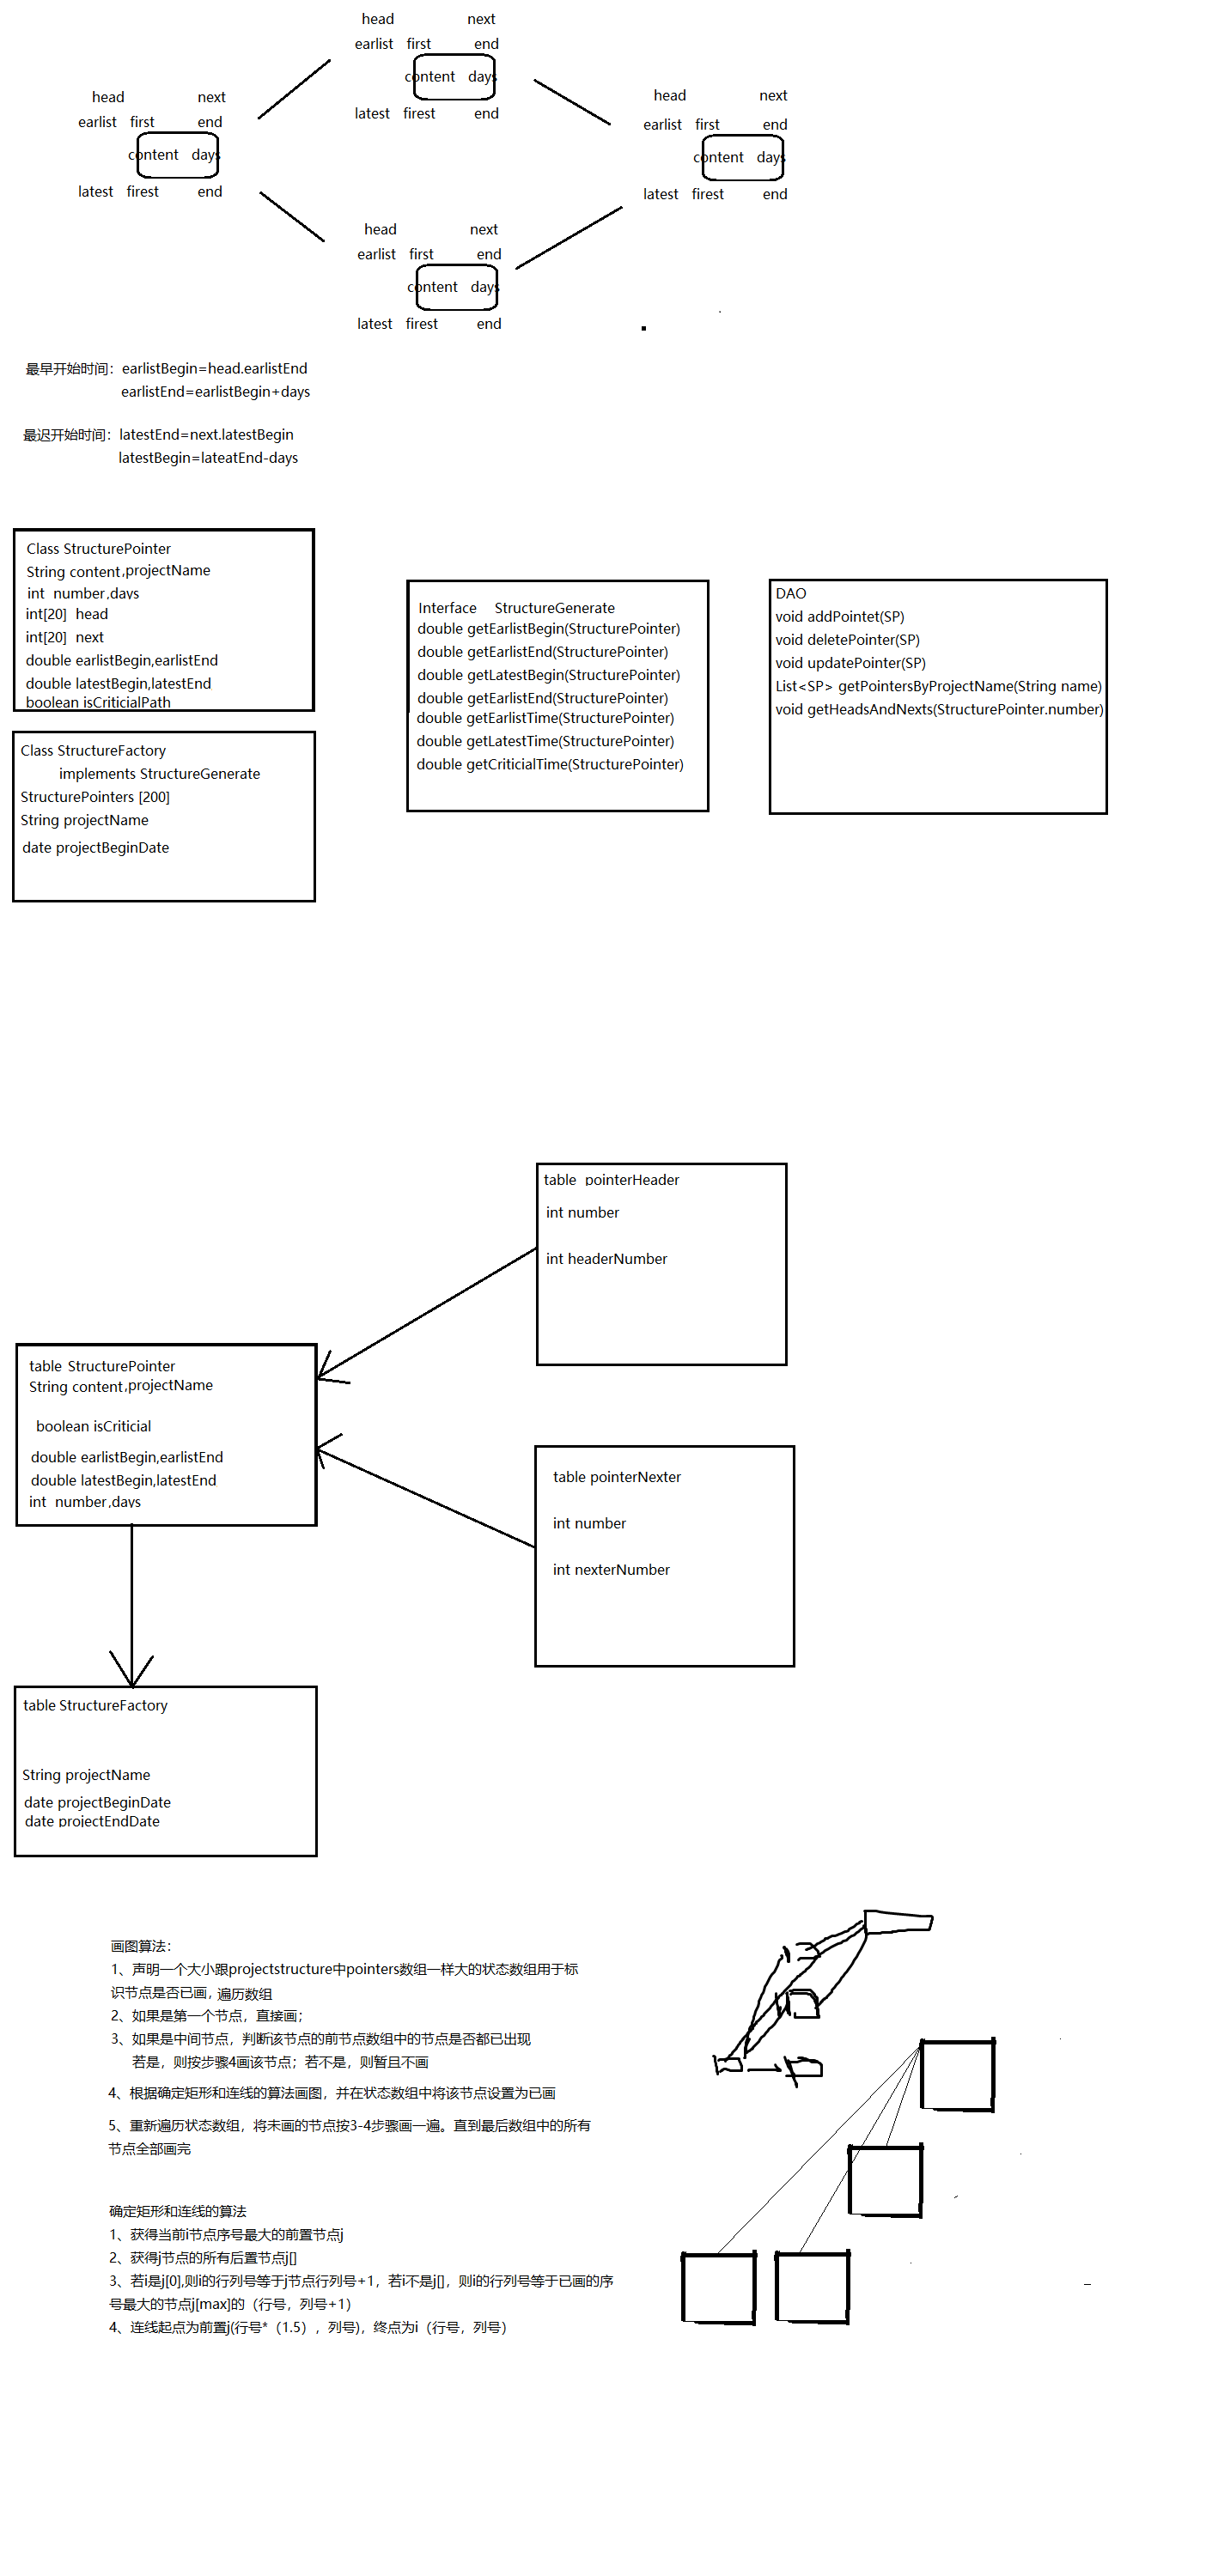 head next
earlist first end
content days
latest firest end
head next
earlist first end
content days
latest firest end
head next
earlist first end
content days
latest firest end
head next
earlist first end
content days
latest firest end
最早开始时间：earlistBegin=head.earlistEnd
earlistEnd=earlistBegin+days
最迟开始时间：latestEnd=next.latestBegin
latestBegin=lateatEnd-days
Class StructurePointer
String content,projectName
int number,days
int[20] head
int[20] next
double earlistBegin,earlistEnd
double latestBegin,latestEnd
boolean isCriticialPath
Class StructureFactory
implements StructureGenerate
StructurePointers [200]
String projectName
date projectBeginDate
Interface StructureGenerate
double getEarlistBegin(StructurePointer)
double getEarlistEnd(StructurePointer)
double getLatestBegin(StructurePointer)
double getEarlistEnd(StructurePointer)
double getEarlistTime(StructurePointer)
double getLatestTime(StructurePointer)
double getCriticialTime(StructurePointer)
DAO
void addPointet(SP)
void deletePointer(SP)
void updatePointer(SP)
List<SP> getPointersByProjectName(String name)
void getHeadsAndNexts(StructurePointer.number)
table pointerHeader
int number
int headerNumber
table StructurePointer
String content,projectName
boolean isCriticial
double earlistBegin,earlistEnd
double latestBegin,latestEnd
int number,days
table pointerNexter
int number
int nexterNumber
table StructureFactory
String projectName
date projectBeginDate
date projectEndDate
画图算法：
1、声明一个大小跟projectstructure中pointers数组一样大的状态数组用于标
识节点是否已画，遍历数组
2、如果是第一个节点，直接画；
3、如果是中间节点，判断该节点的前节点数组中的节点是否都已出现
若是，则按步骤4画该节点；若不是，则暂且不画
4、根据确定矩形和连线的算法画图，并在状态数组中将该节点设置为已画
5、重新遍历状态数组，将未画的节点按3-4步骤画一遍。直到最后数组中的所有
节点全部画完
确定矩形和连线的算法
1、获得当前i节点序号最大的前置节点j
2、获得j节点的所有后置节点j[]
3、若i是j[0],则i的行列号等于j节点行列号+1，若i不是j[]，则i的行列号等于已画的序
号最大的节点j[max]的（行号，列号+1）
4、连线起点为前置j(行号*（1.5），列号)，终点为i（行号，列号）